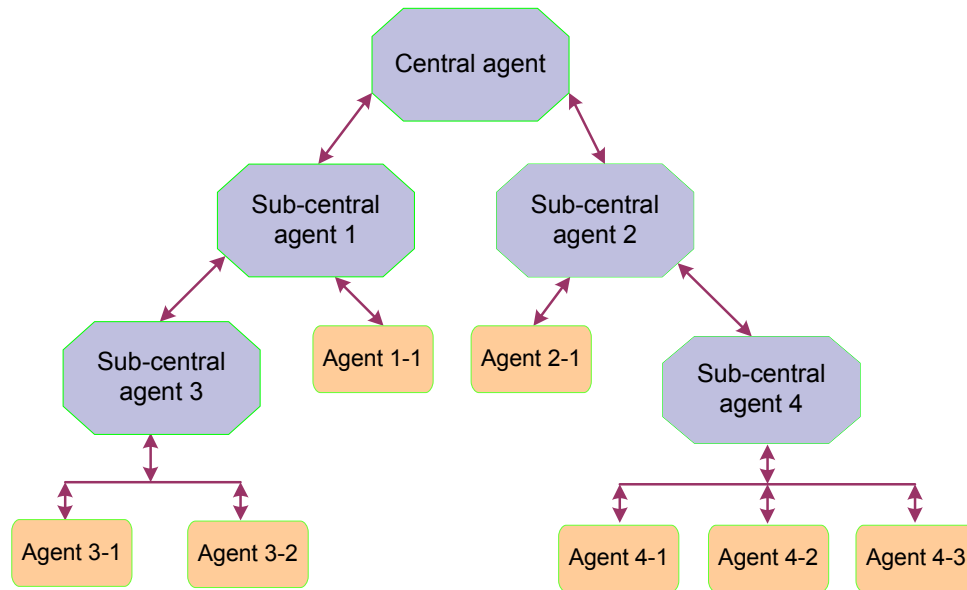 Central agent
Sub-central
agent 1
Sub-central
agent 2
Sub-central
agent 3
Agent 1-1
Agent 2-1
Sub-central
agent 4
Agent 3-1
Agent 3-2
Agent 4-1
Agent 4-2
Agent 4-3